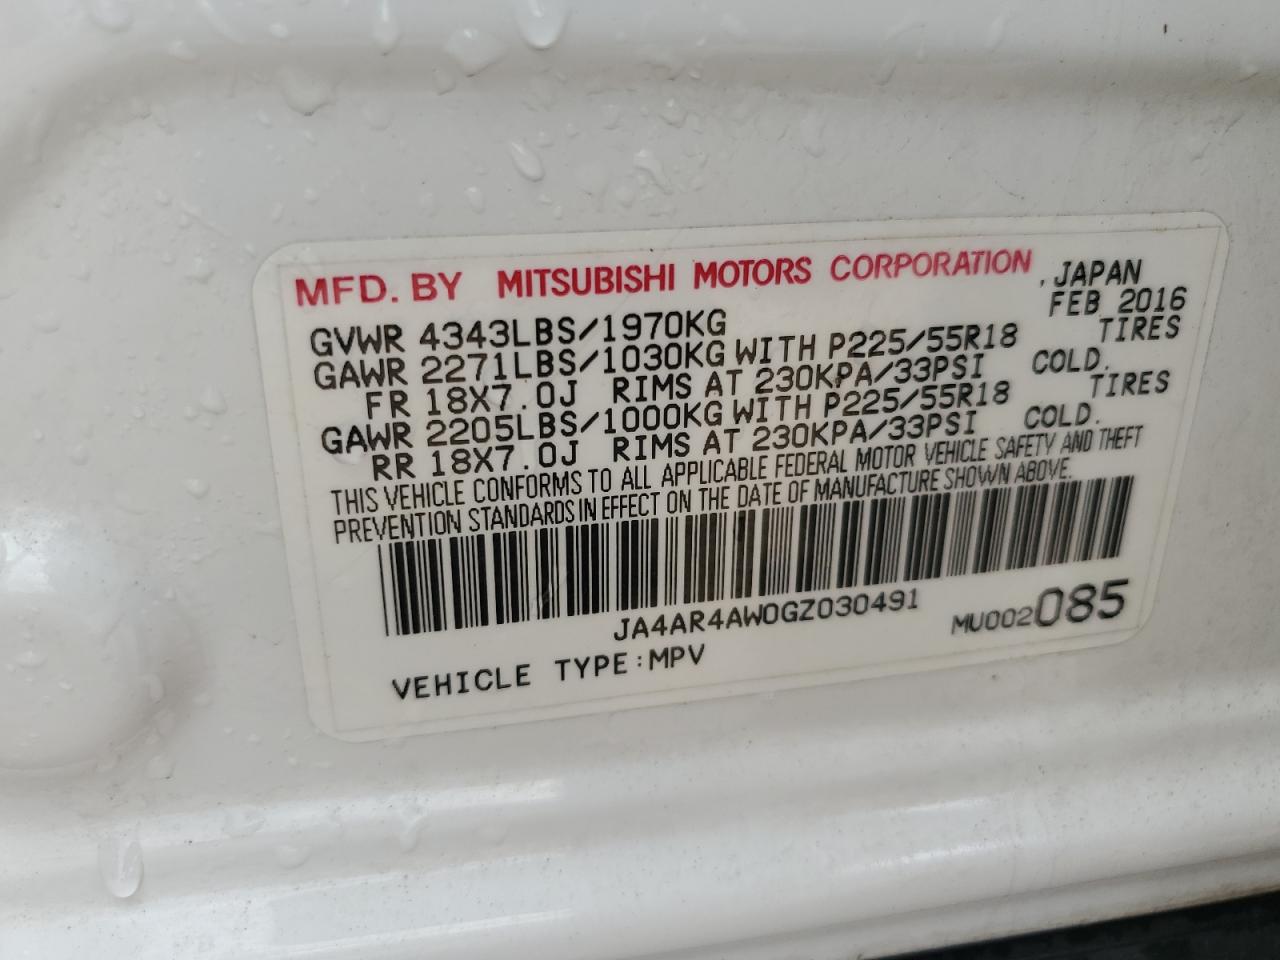 MFD. BY MITSUBISHI MOTORS CORPORATION , JAPAN
GVWR 4343LBS/1970KG FEB 2016
GAWR 2271LBS/1030KG WITH P225/55R18 TIRES
FR 18X7.0J RIMS AT 230KPA/33PSI COLD.
GAWR 2205LBS/1000KG WITH P225/55R18 TIRES
RR 18X7.0J RIMS AT 230KPA/33PSI COLD.
THIS VEHICLE CONFORMS TO ALL APPLICABLE FEDERAL MOTOR VEHICLE SAFETY AND THEFT
PREVENTION STANDARDS IN EFFECT ON THE DATE OF MANUFACTURE SHOWN ABOVE.
JA4AR4AW0GZ030491 MU002085
VEHICLE TYPE:MPV